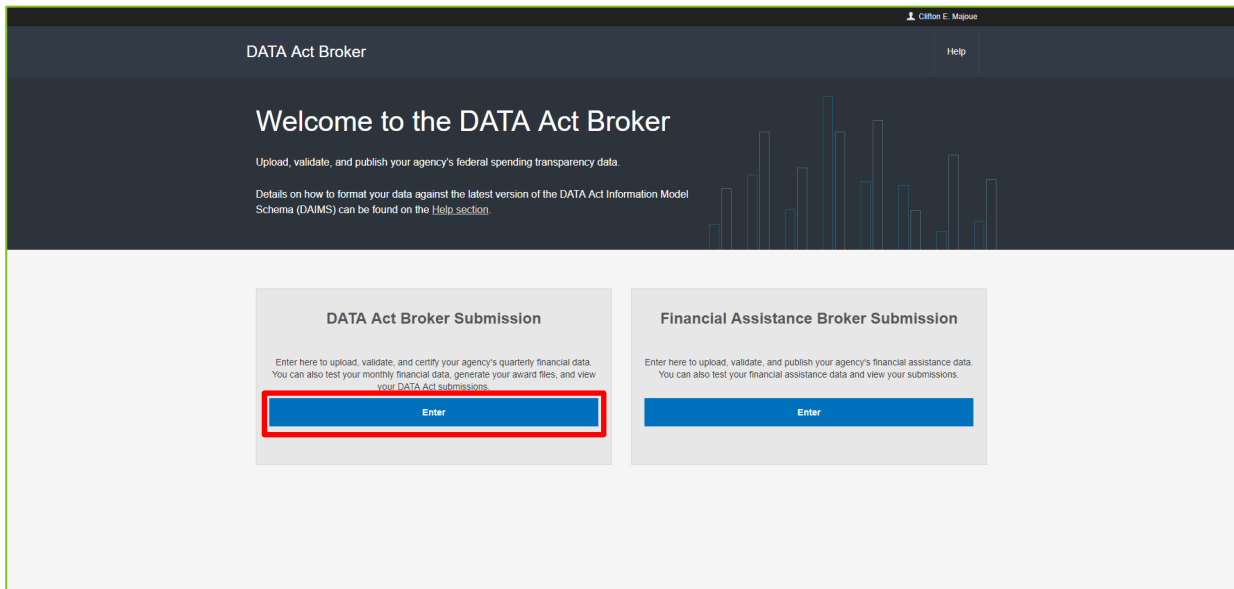 Clifton E. Majoue
DATA Act Broker
Help
Welcome to the DATA Act Broker
Upload, validate, and publish your agency's federal spending transparency data.
Details on how to format your data against the latest version of the DATA Act Information Model
Schema (DAIMS) can be found on the Help section.
DATA Act Broker Submission
Enter here to upload, validate, and certify your agency's quarterly financial data.
You can also test your monthly financial data, generate your award files, and view
your DATA Act submissions.
Enter
Financial Assistance Broker Submission
Enter here to upload, validate, and publish your agency's financial assistance data.
You can also test your financial assistance data and view your submissions.
Enter